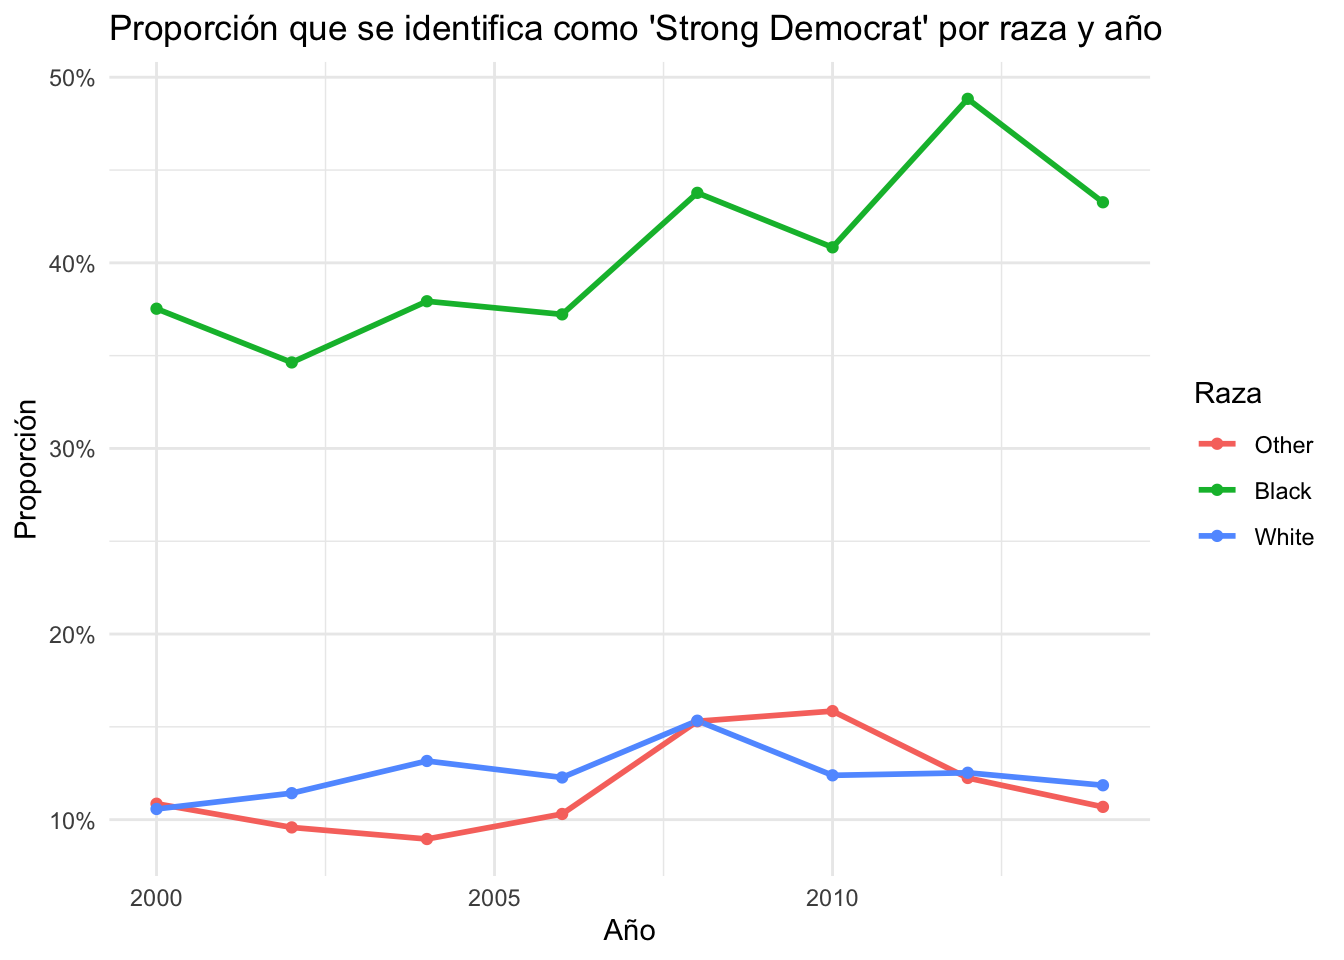 Proporción que se identifica como 'Strong Democrat' por raza y año
50%
40%
30%
20%
10%
Proporción
2000
2005
2010
Año
Raza
Other
Black
White